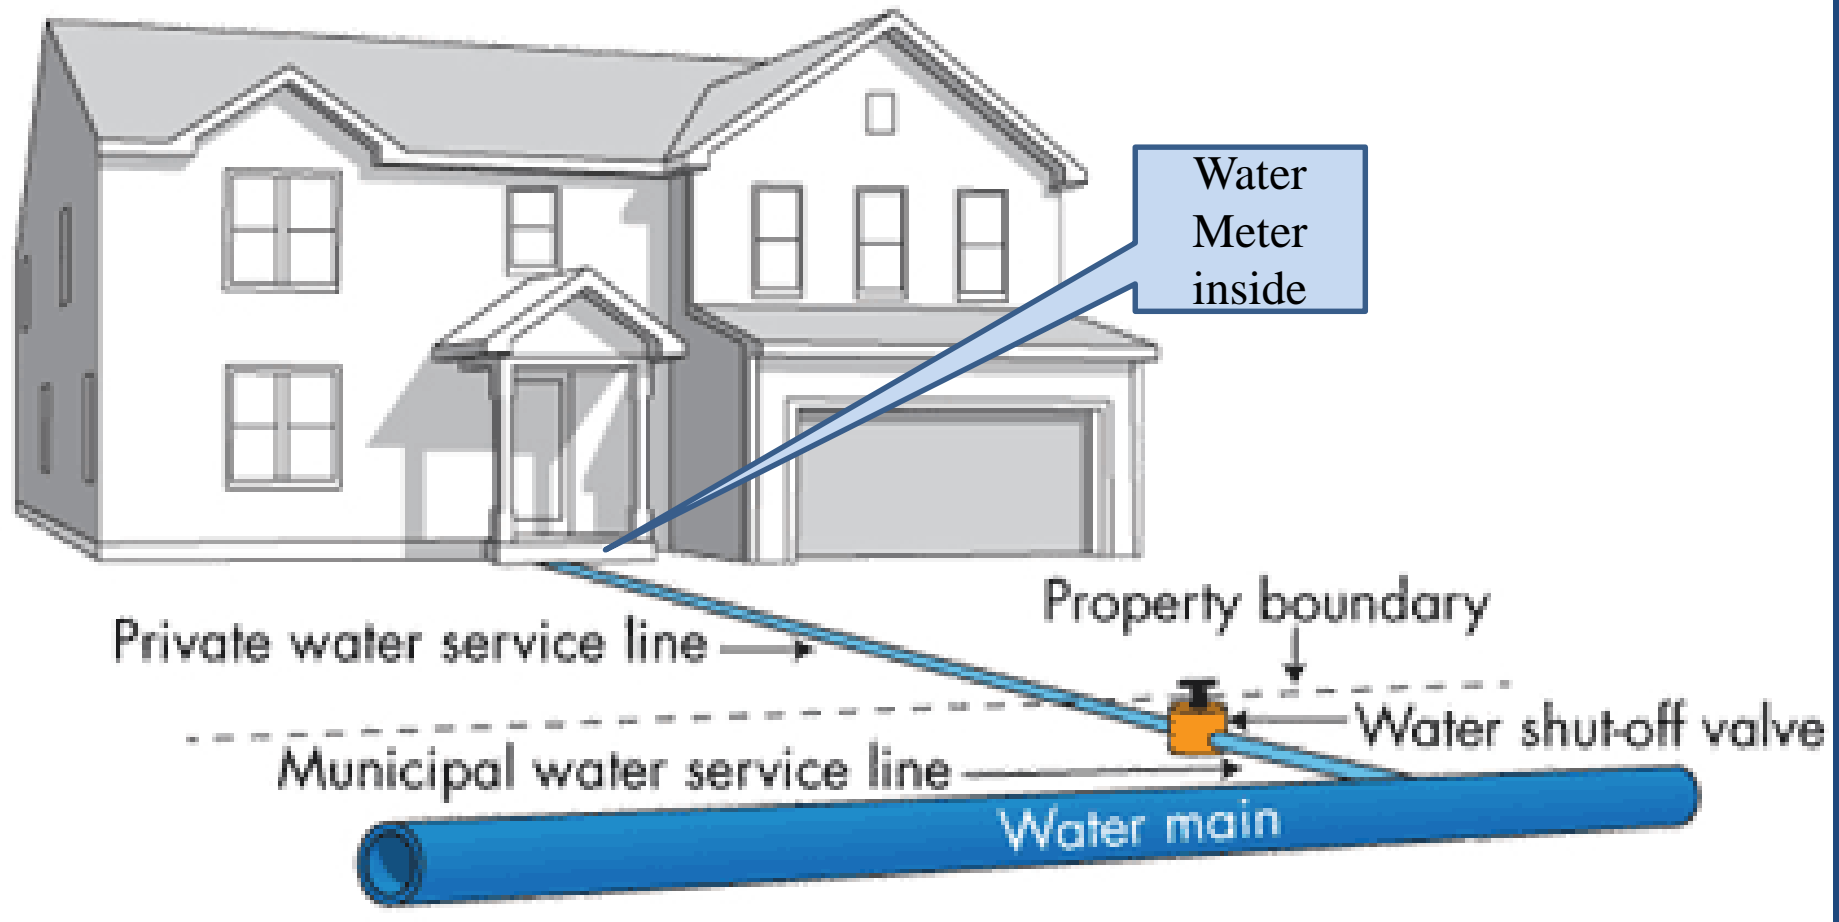 Water
Meter
inside
Property boundary
Private water service line
Water shut-off valve
Municipal water service line
Water main